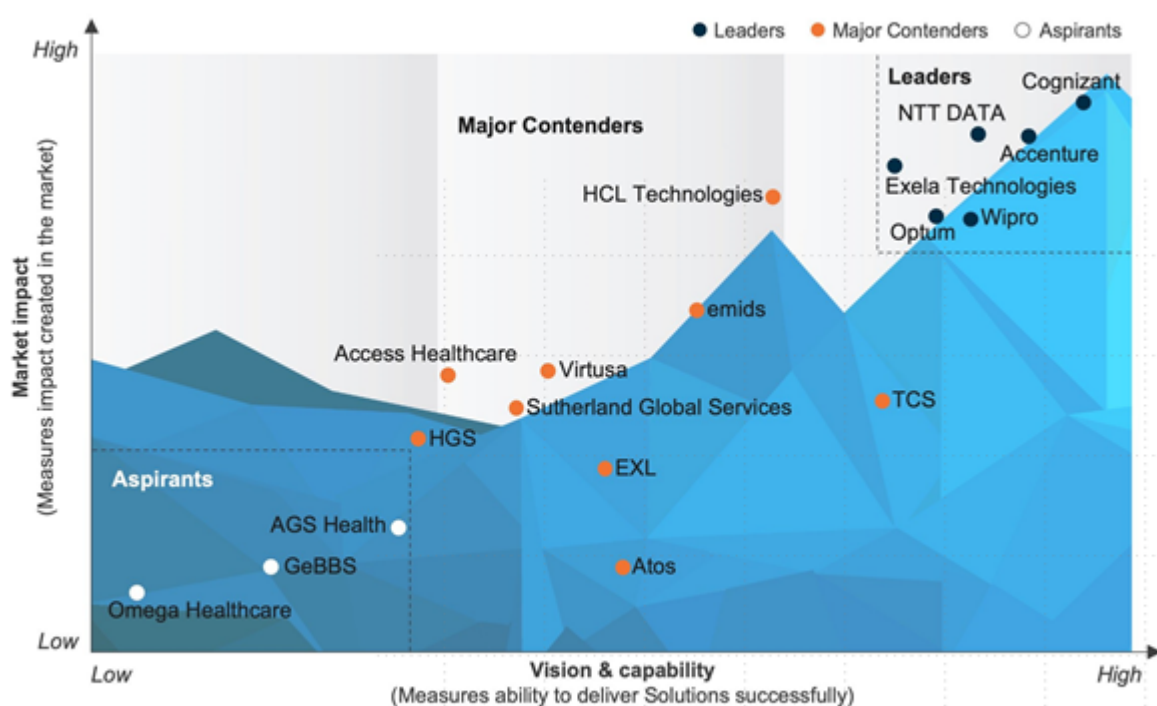 High
Leaders
Major Contenders
Aspirants
Leaders
Cognizant
NTT DATA
Major Contenders
Accenture
HCL Technologies
Exela Technologies
Optum
Wipro
Market impact
(Measures impact created in the market)
emids
Access Healthcare
Virtusa
TCS
Sutherland Global Services
HGS
EXL
Aspirants
AGS Health
GeBBS
Atos
Omega Healthcare
Low
Low
Vision & capability
High
(Measures ability to deliver Solutions successfully)